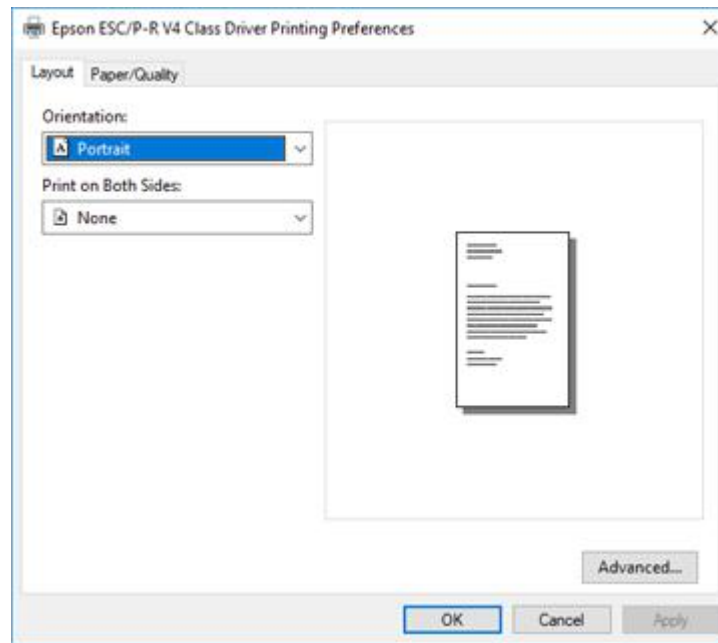 Epson ESC/P-R V4 Class Driver Printing Preferences
Layout Paper/Quality
Orientation:
Portrait
Print on Both Sides:
None
Advanced...
OK Cancel Apply